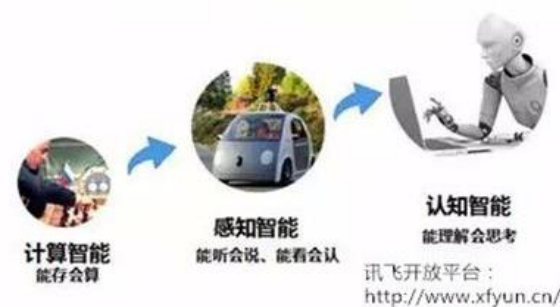 计算智能
能存会算
感知智能
能听会说、能看会认
认知智能
能理解会思考
讯飞开放平台：
http://www.xfyun.cn/